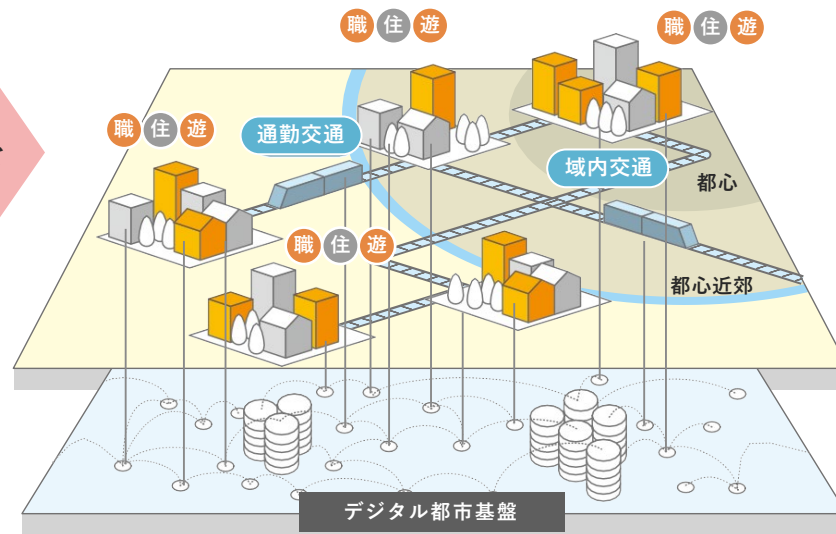 職 住 遊
職 住 遊
職 住 遊
通勤交通
域内交通
都心
職 住 遊
都心近郊
デジタル都市基盤